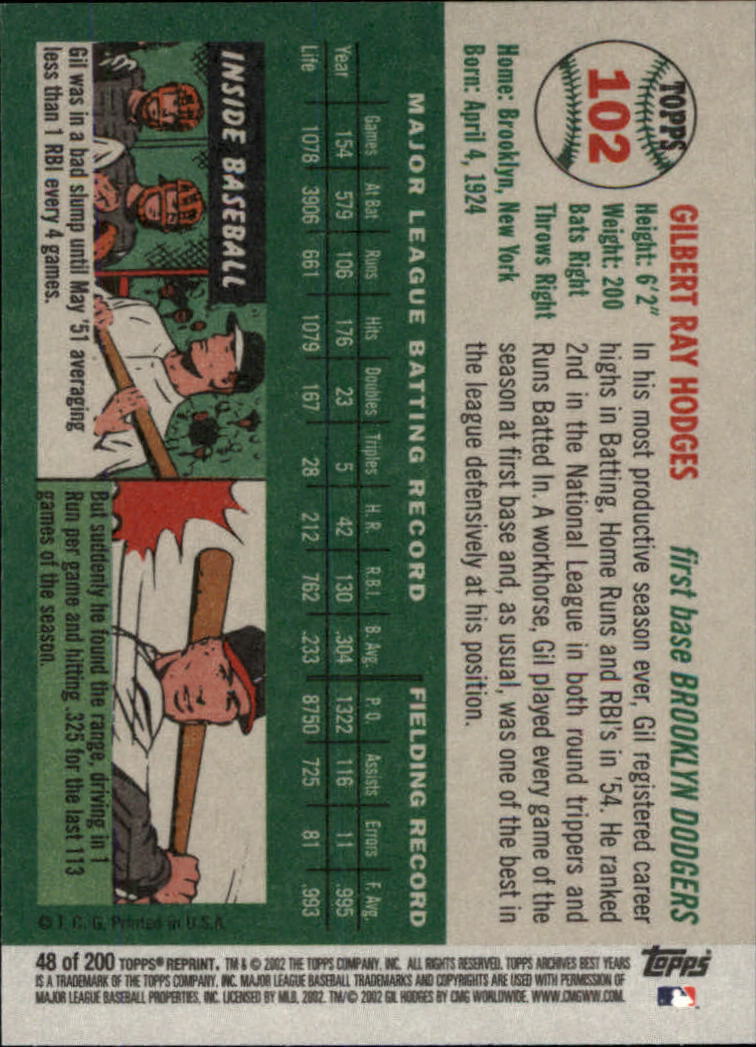 TOPPS
102
GILBERT RAY HODGES first base BROOKLYN DODGERS
Height: 6'2"
Weight: 200
Bats Right
Throws Right
Home: Brooklyn, New York
Born: April 4, 1924
In his most productive season ever, Gil registered career
highs in Batting, Home Runs and RBI's in '54. He ranked
2nd in the National League in both round trippers and
Runs Batted In. A workhorse, Gil played every game of the
season at first base and, as usual, was one of the best in
the league defensively at his position.
MAJOR LEAGUE BATTING RECORD FIELDING RECORD
Games At Bat Runs Hits Doubles Triples H. R. R.B.I. B. Avg. P. O. Assists Errors F. Avg.
Year 154 579 106 176 23 5 42 130 .304 1322 116 11 .995
Life 1078 3906 661 1079 167 28 212 762 .233 8750 725 81 .993
INSIDE BASEBALL
Gil was in a bad slump until May '51 averaging
less than 1 RBI every 4 games.
But suddenly he found the range, driving in 1
Run per game and hitting .325 for the last 113
games of the season.
© T. C. G. Printed in U.S.A.
48 of 200 TOPPS® REPRINT. TM & © 2002 THE TOPPS COMPANY, INC. ALL RIGHTS RESERVED. TOPPS ARCHIVES BEST YEARS
IS A TRADEMARK OF THE TOPPS COMPANY, INC. MAJOR LEAGUE BASEBALL TRADEMARKS AND COPYRIGHTS ARE USED WITH PERMISSION OF
MAJOR LEAGUE BASEBALL PROPERTIES, INC. LICENSED BY MLB, 2002. TM/© 2002 GIL HODGES BY CMG WORLDWIDE. WWW.CMGWW.COM.
Topps®